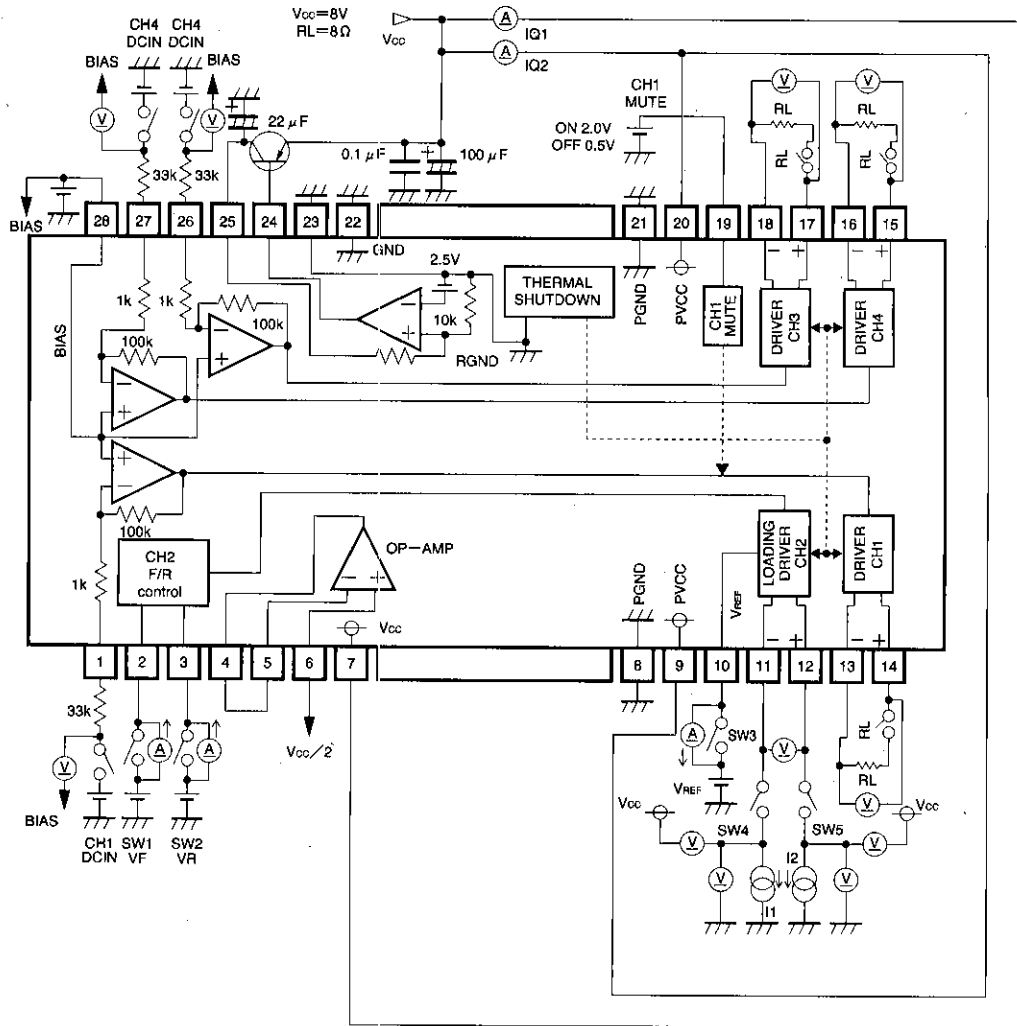 Vcc=8V
RL=8Ω
Vcc
A
IQ1
A
IQ2
CH4
DCIN
CH4
DCIN
BIAS
BIAS
V
V
22μF
0.1μF
100μF
33k
33k
BIAS
CH1
MUTE
ON 2.0V
OFF 0.5V
V
RL
RL
V
RL
RL
28
27
26
25
24
23
22
21
20
19
18
17
16
15
GND
PGND
PVCC
BIAS
1k
1k
100k
100k
2.5V
10k
RGND
THERMAL
SHUTDOWN
CH1
MUTE
DRIVER
CH3
DRIVER
CH4
100k
1k
CH2
F/R
control
OP-AMP
Vcc
LOADING
DRIVER
CH2
DRIVER
CH1
PGND
PVCC
VREF
1
2
3
4
5
6
7
8
9
10
11
12
13
14
33k
V
BIAS
CH1
DCIN
A
SW1
VF
A
SW2
VR
Vcc/2
A
SW3
VREF
V
RL
RL
V
Vcc
V
SW4
V
I1
I2
SW5
V
V
Vcc